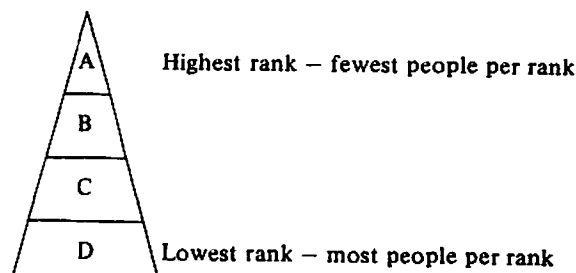 A Highest rank – fewest people per rank
B
C
D Lowest rank – most people per rank